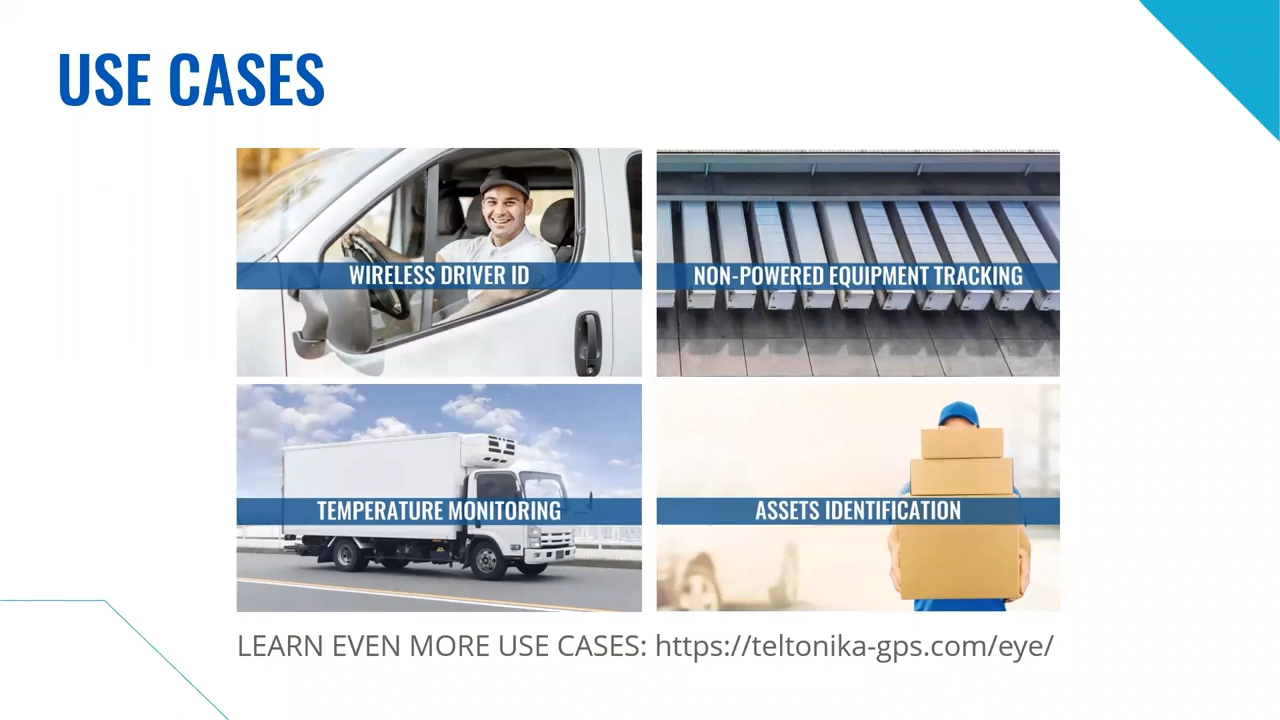 USE CASES
WIRELESS DRIVER ID
NON-POWERED EQUIPMENT TRACKING
TEMPERATURE MONITORING
ASSETS IDENTIFICATION
LEARN EVEN MORE USE CASES: https://teltonika-gps.com/eye/